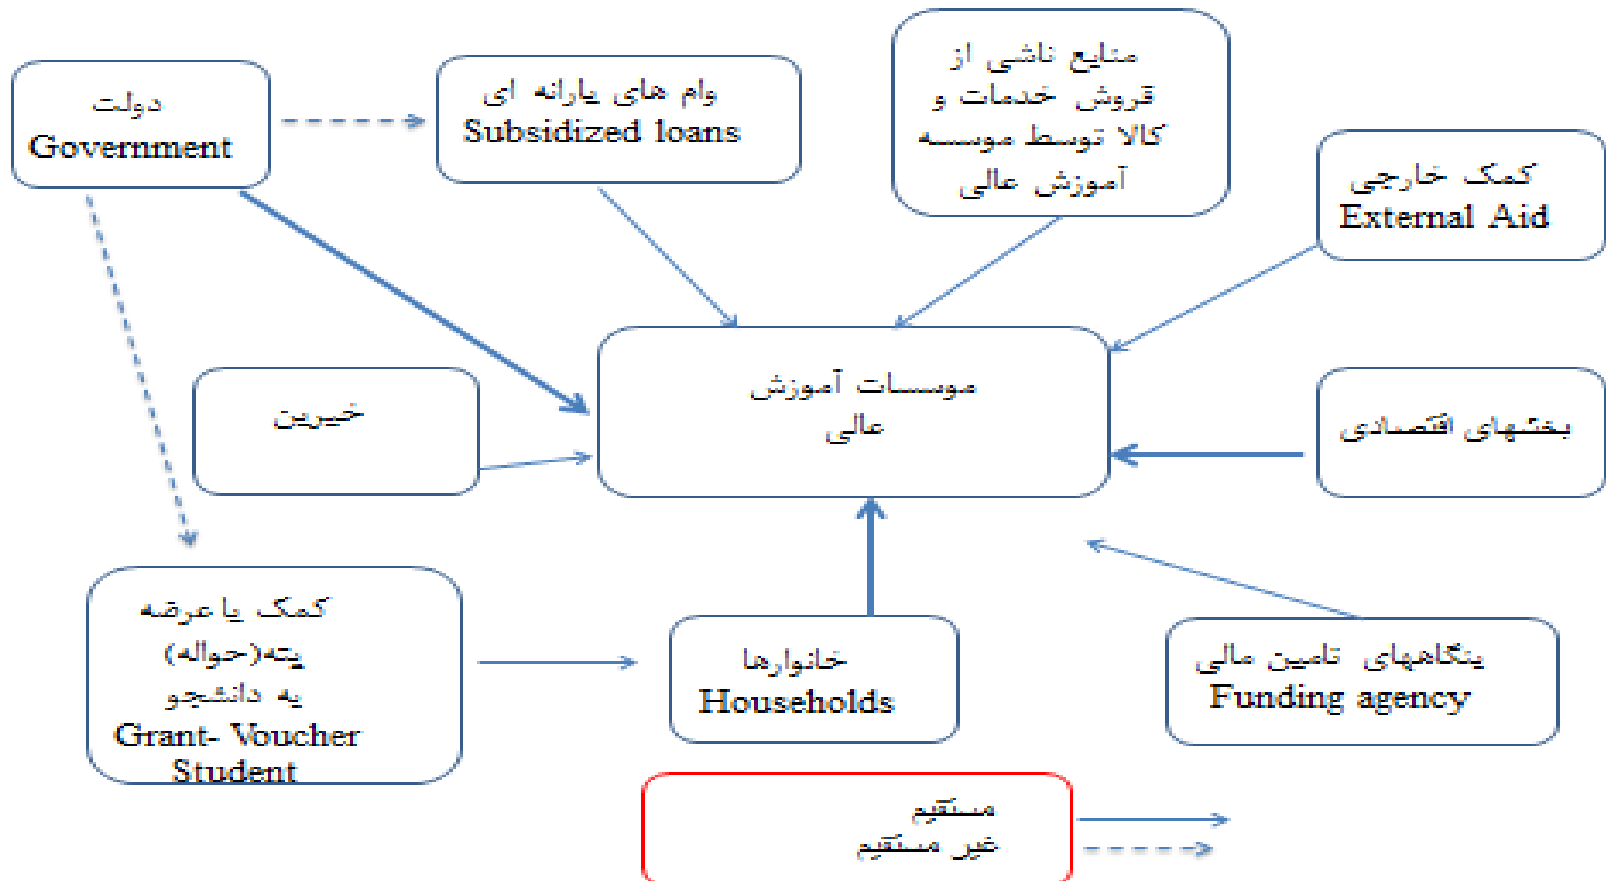 دولت
Government
وام های یارانه ای
Subsidized loans
منابع ناشی از
فروش خدمات و
کالا توسط موسسه
آموزش عالی
کمک خارجی
External Aid
موسسات آموزش
عالی
خیرین
بخشهای اقتصادی
کمک یا عرضه
پته(حواله)
به دانشجو
Grant- Voucher
Student
خانوارها
Households
بنگاههای تامین مالی
Funding agency
مستقیم
غیر مستقیم